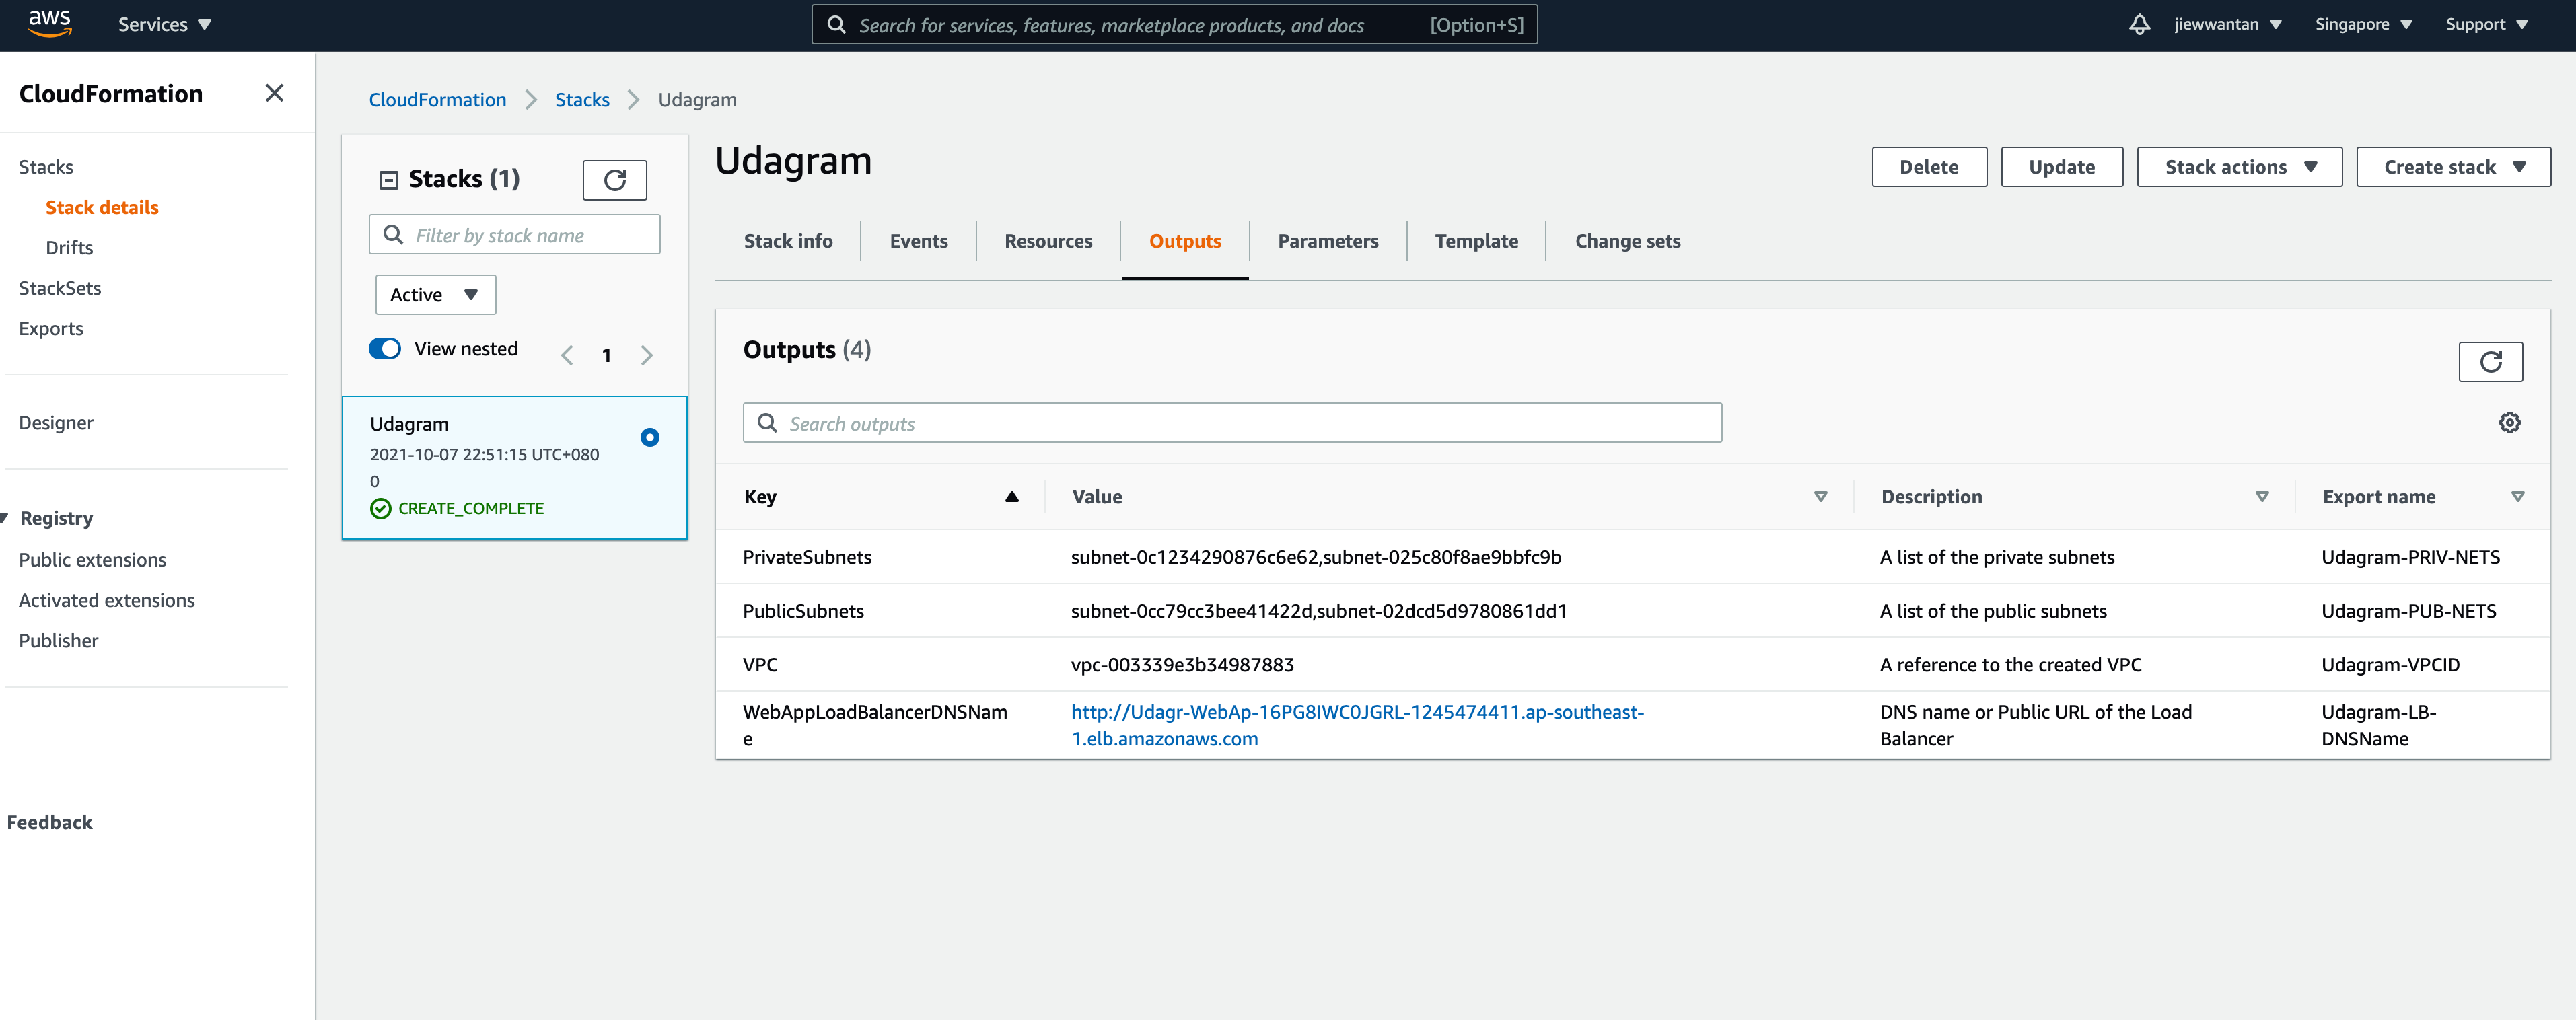 aws
Services
Search for services, features, marketplace products, and docs
[Option+S]
jiewwantan
Singapore
Support
CloudFormation
Stacks
Stack details
Drifts
StackSets
Exports
Designer
Registry
Public extensions
Activated extensions
Publisher
Feedback
CloudFormation
Stacks
Udagram
Stacks (1)
Filter by stack name
Active
View nested
1
Udagram
2021-10-07 22:51:15 UTC+080
0
CREATE_COMPLETE
Udagram
Delete
Update
Stack actions
Create stack
Stack info
Events
Resources
Outputs
Parameters
Template
Change sets
Outputs (4)
Search outputs
Key
Value
Description
Export name
PrivateSubnets
subnet-0c1234290876c6e62,subnet-025c80f8ae9bbfc9b
A list of the private subnets
Udagram-PRIV-NETS
PublicSubnets
subnet-0cc79cc3bee41422d,subnet-02dcd5d9780861dd1
A list of the public subnets
Udagram-PUB-NETS
VPC
vpc-003339e3b34987883
A reference to the created VPC
Udagram-VPCID
WebAppLoadBalancerDNSNam
e
http://Udagr-WebAp-16PG8IWC0JGRL-1245474411.ap-southeast-
1.elb.amazonaws.com
DNS name or Public URL of the Load
Balancer
Udagram-LB-
DNSName